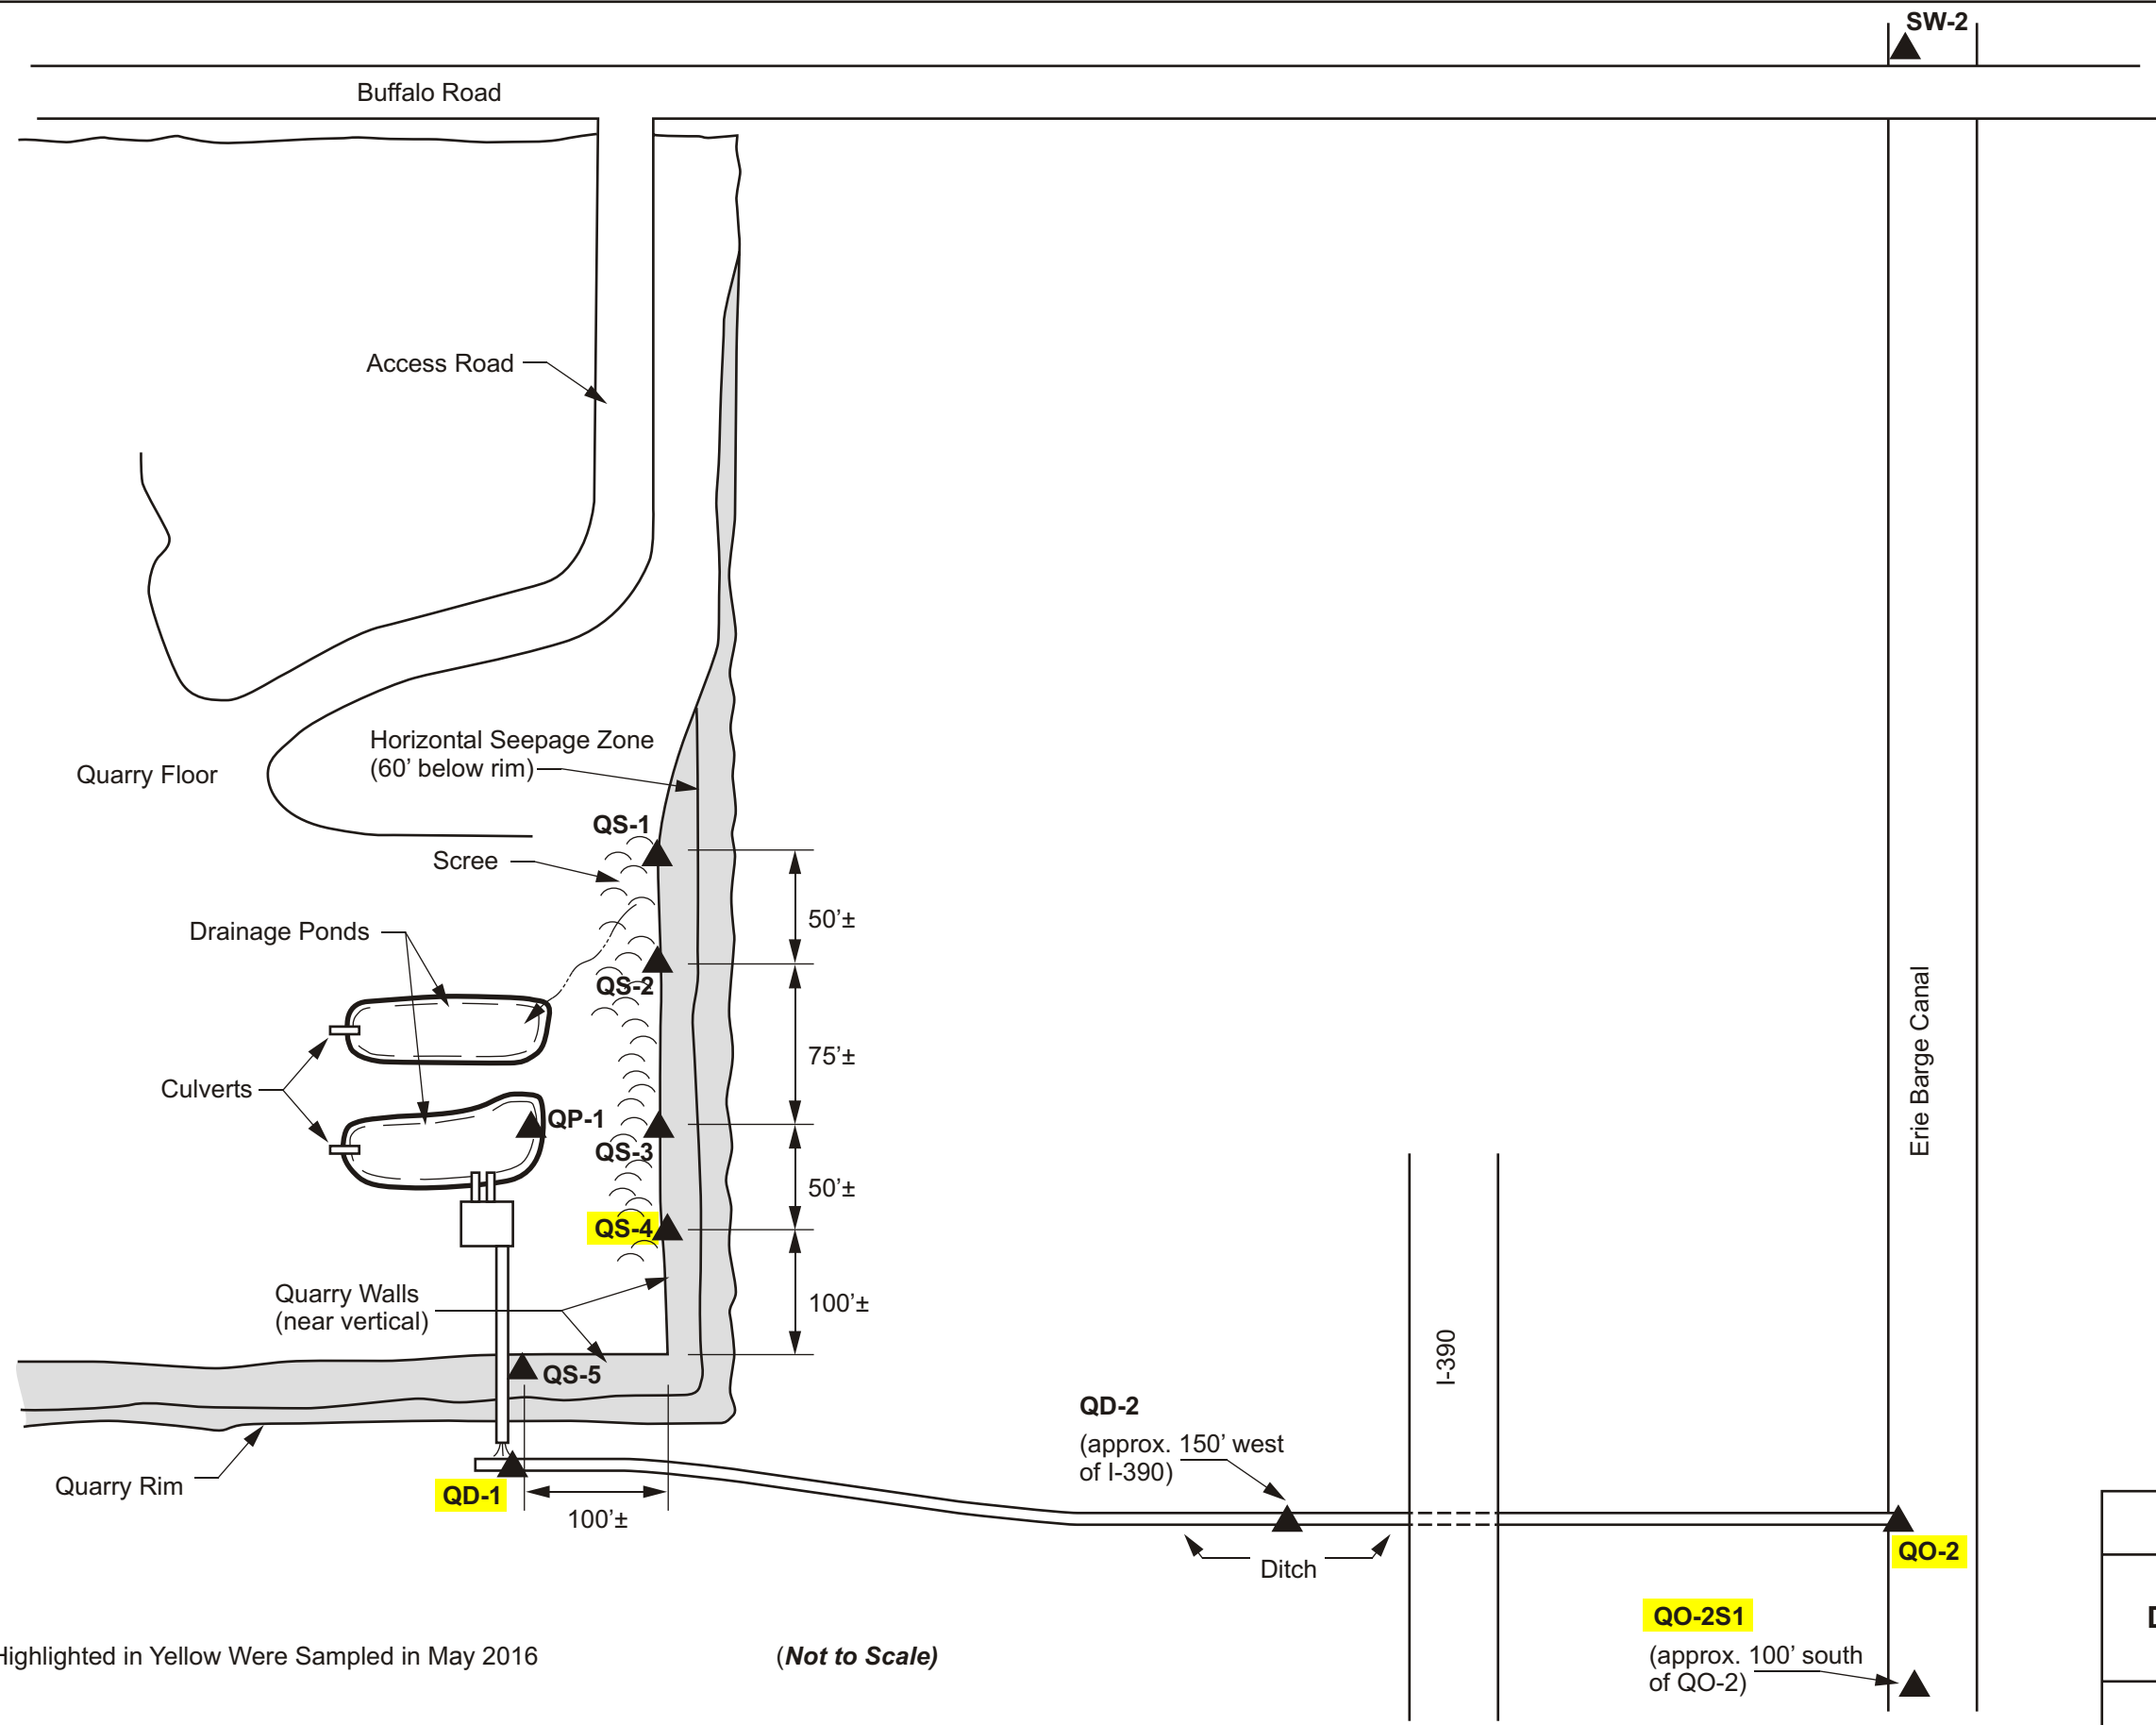 SW-2
Buffalo Road
Access Road
Horizontal Seepage Zone
(60’ below rim)
Quarry Floor
QS-1
Scree
50’±
Drainage Ponds
QS-2
Erie Barge Canal
75’±
Culverts
QP-1
QS-3
50’±
QS-4
Quarry Walls
(near vertical)
100’±
I-390
QS-5
QD-2
(approx. 150’ west
of I-390)
Quarry Rim
QD-1
100’±
Ditch
QO-2
QO-2S1
(approx. 100’ south
of QO-2)
Highlighted in Yellow Were Sampled in May 2016
(Not to Scale)